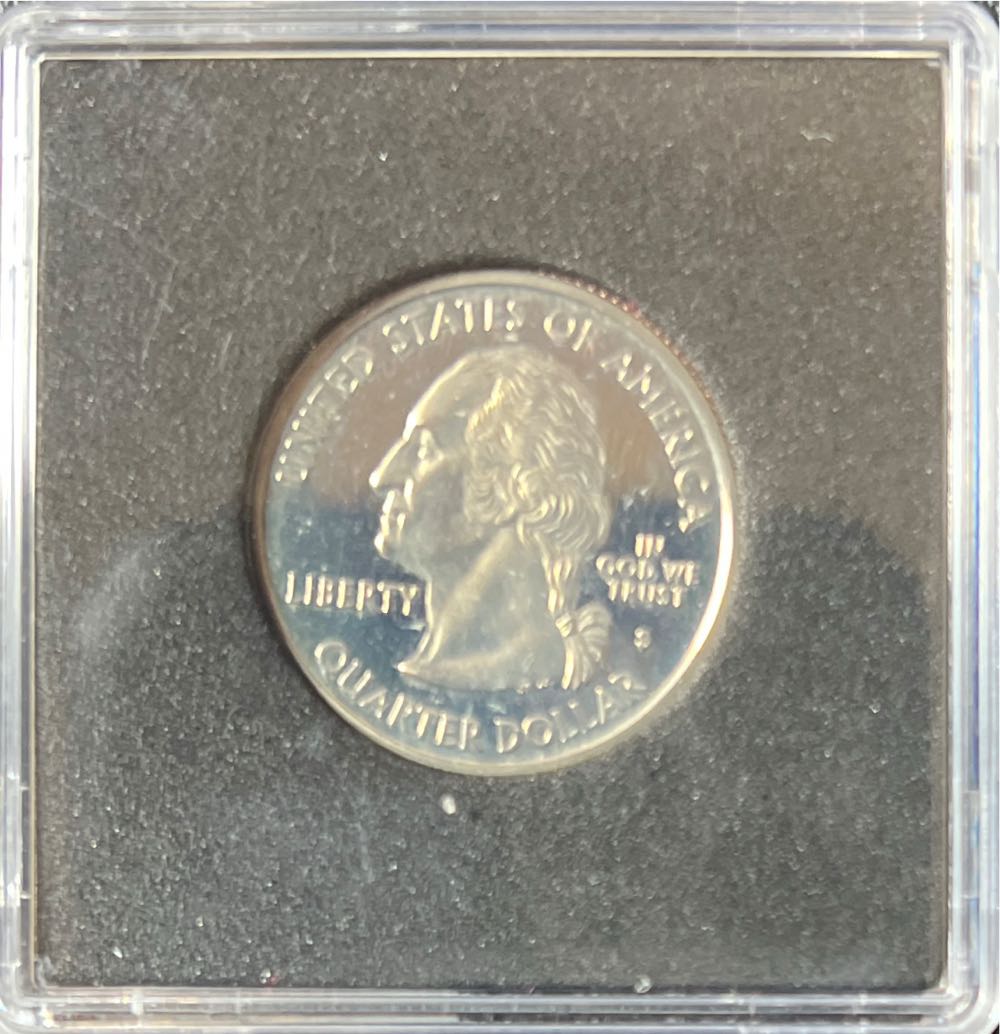 UNITED STATES OF AMERICA
LIBERTY
IN
GOD WE
TRUST
S
QUARTER DOLLAR